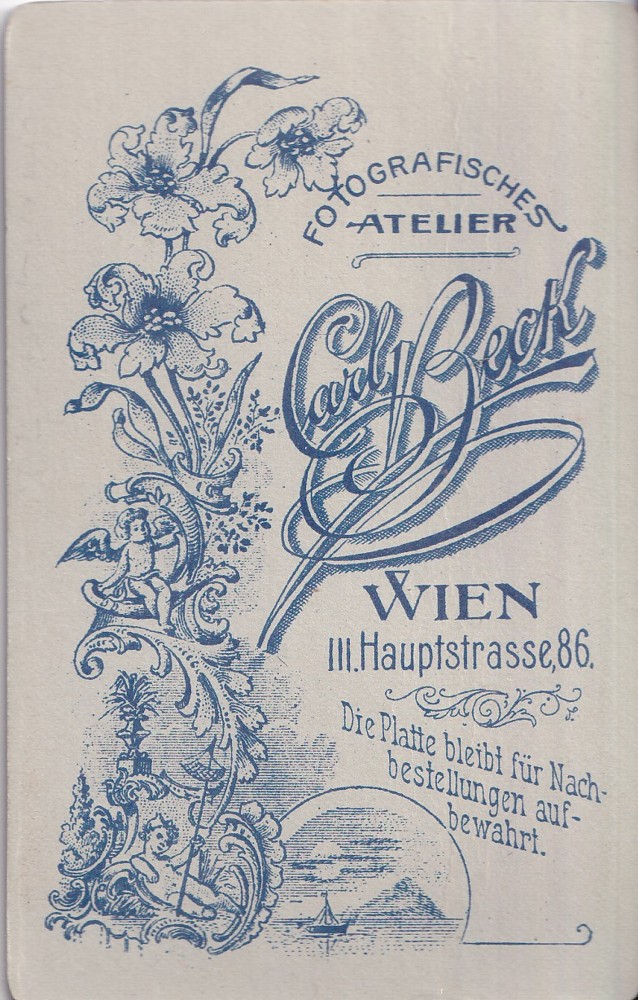 FOTOGRAFISCHES
ATELIER
Carl Beck
WIEN
III. Hauptstrasse, 86.
Die Platte bleibt für Nach-
bestellungen auf-
bewahrt.